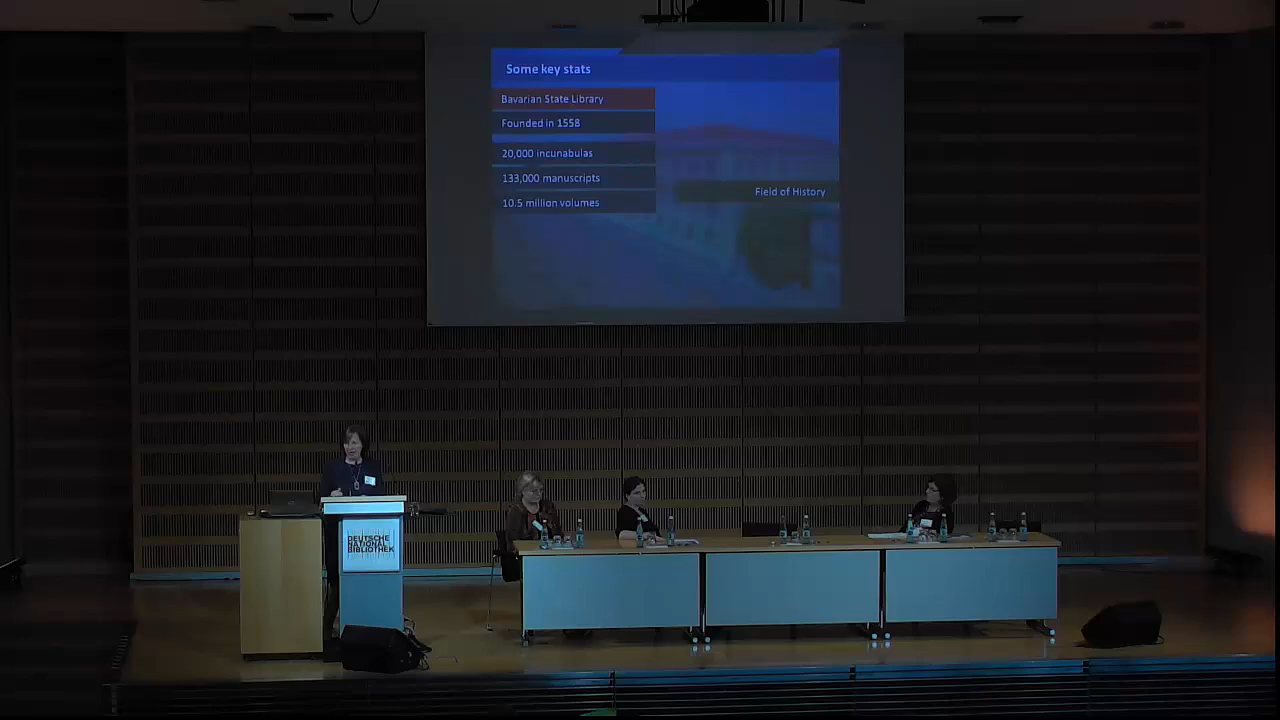 Some key stats
Bavarian State Library
Founded in 1558
20,000 incunabulas
133,000 manuscripts
10.5 million volumes
Field of History
DEUTSCHE
NATIONAL
BIBLIOTHEK